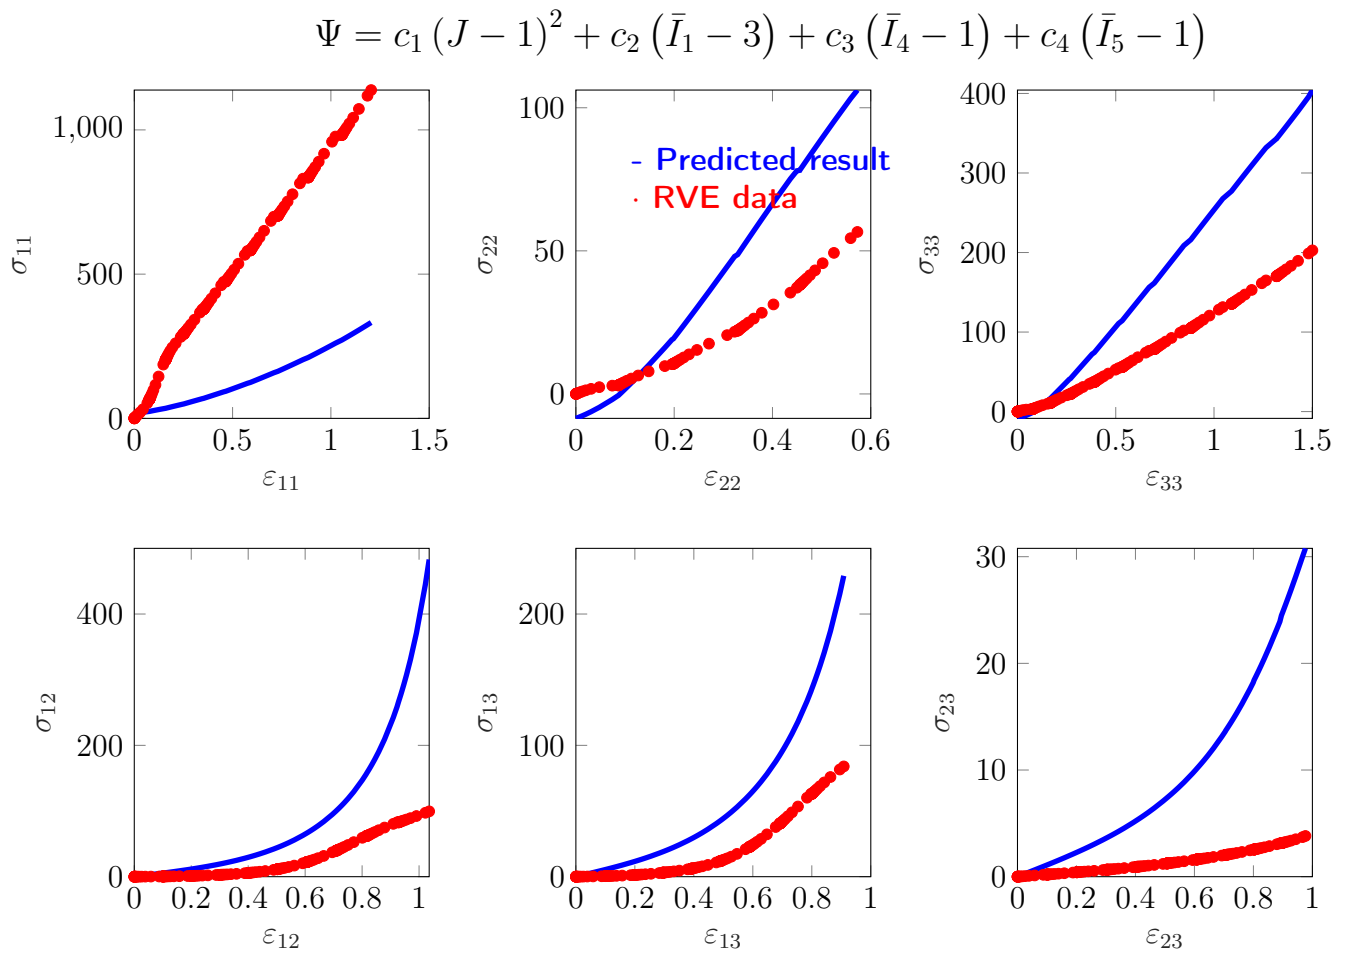 Ψ = c₁ (J − 1)² + c₂ (Ī₁ − 3) + c₃ (Ī₄ − 1) + c₄ (Ī₅ − 1)
1,000
500
0
σ₁₁
0 0.5 1 1.5
ε₁₁
100
50
0
σ₂₂
- Predicted result
· RVE data
0 0.2 0.4 0.6
ε₂₂
400
300
200
100
0
σ₃₃
0 0.5 1 1.5
ε₃₃
400
200
0
σ₁₂
0 0.2 0.4 0.6 0.8 1
ε₁₂
200
100
0
σ₁₃
0 0.2 0.4 0.6 0.8 1
ε₁₃
30
20
10
0
σ₂₃
0 0.2 0.4 0.6 0.8 1
ε₂₃